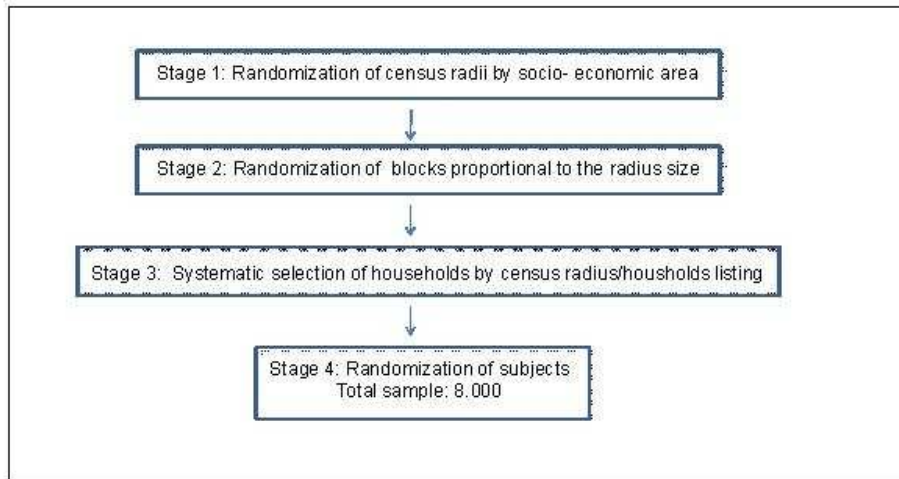 Stage 1: Randomization of census radii by socio- economic area
Stage 2: Randomization of blocks proportional to the radius size
Stage 3: Systematic selection of households by census radius/housholds listing
Stage 4: Randomization of subjects
Total sample: 8.000